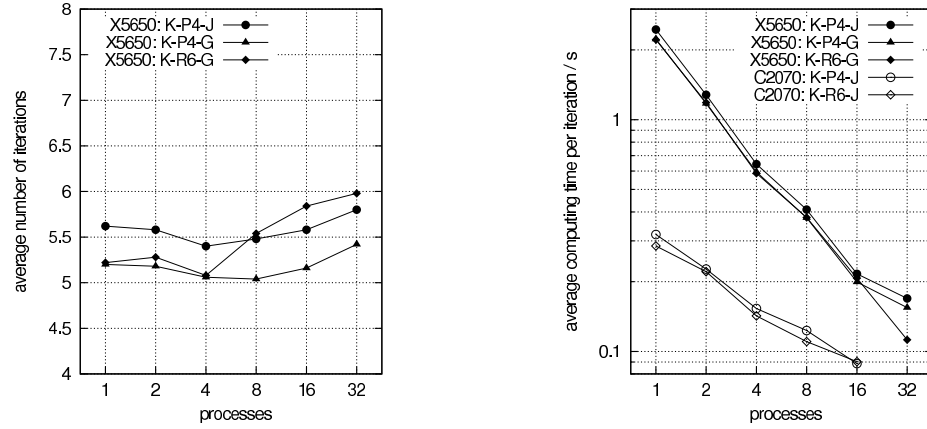 average number of iterations
8
7.5
7
6.5
6
5.5
5
4.5
4
X5650: K-P4-J
X5650: K-P4-G
X5650: K-R6-G
1 2 4 8 16 32
processes
average computing time per iteration / s
1
0.1
X5650: K-P4-J
X5650: K-P4-G
X5650: K-R6-G
C2070: K-P4-J
C2070: K-R6-J
1 2 4 8 16 32
processes